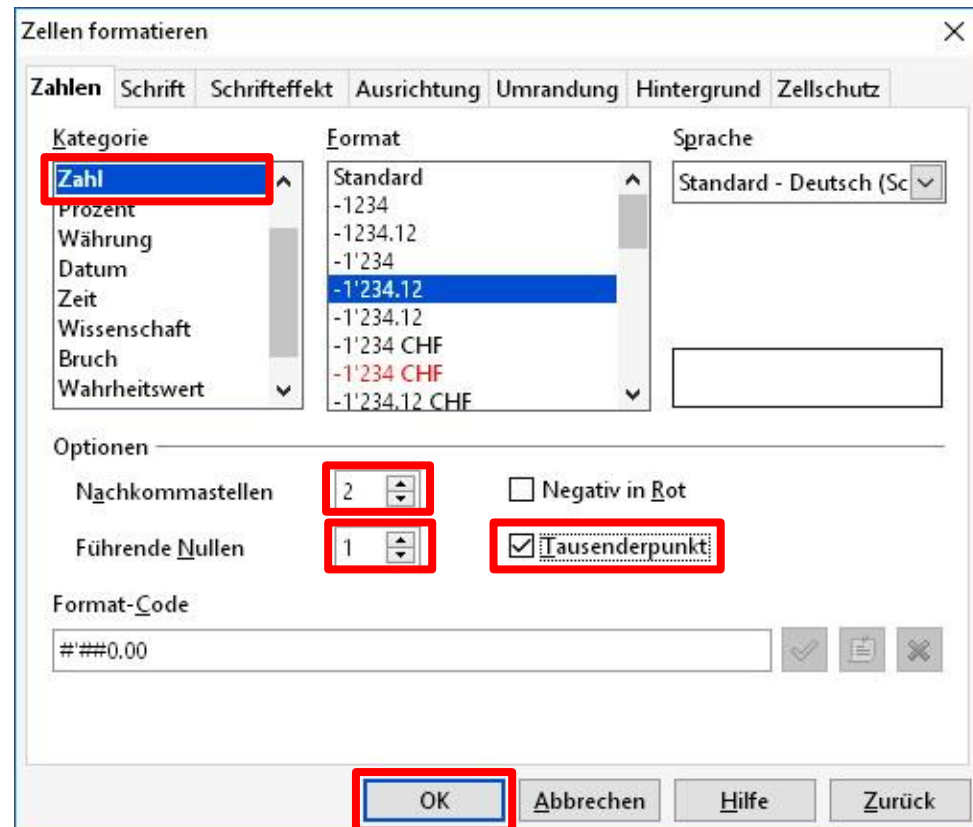 Zellen formatieren
Zahlen Schrift Schrifteffekt Ausrichtung Umrandung Hintergrund Zellschutz
Kategorie
Zahl
Prozent
Währung
Datum
Zeit
Wissenschaft
Bruch
Wahrheitswert
Format
Standard
-1234
-1234.12
-1'234
-1'234.12
-1'234.12
-1'234 CHF
-1'234 CHF
-1'234.12 CHF
Sprache
Standard - Deutsch (Sc
Optionen
Nachkommastellen 2 Negativ in Rot
Führende Nullen 1 Tausenderpunkt
Format-Code
#'##0.00
OK Abbrechen Hilfe Zurück